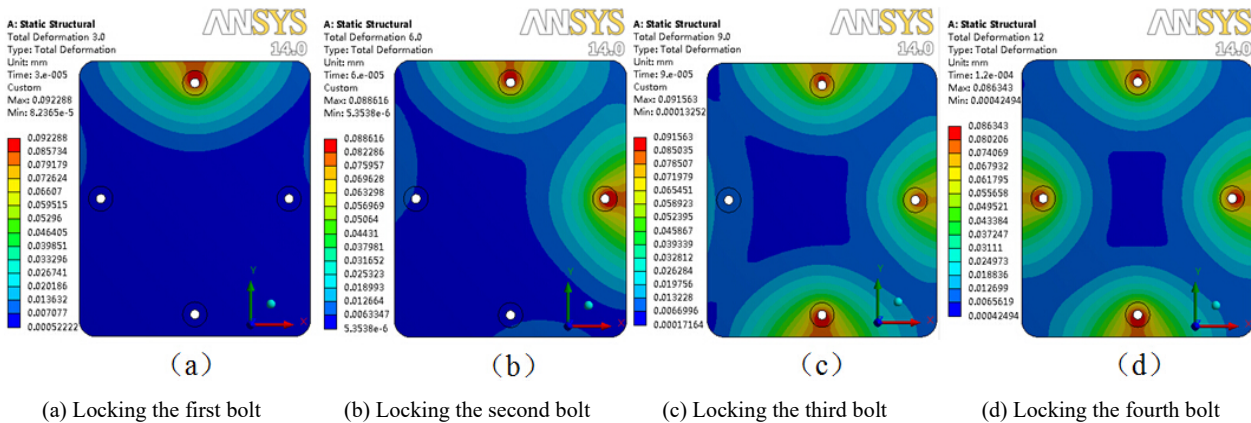 ANSYS
14.0
A: Static Structural
Total Deformation 3.0
Type: Total Deformation
Unit: mm
Time: 3.e-005
Custom
Max: 0.092288
Min: 8.2365e-5
0.092288
0.085734
0.079179
0.072624
0.06607
0.059515
0.05296
0.046405
0.039851
0.033296
0.026741
0.020186
0.013632
0.007077
0.00052222
Y
X
(a)
ANSYS
14.0
A: Static Structural
Total Deformation 6.0
Type: Total Deformation
Unit: mm
Time: 6.e-005
Custom
Max: 0.088616
Min: 5.3538e-6
0.088616
0.082286
0.075957
0.069628
0.063298
0.056969
0.05064
0.04431
0.037981
0.031652
0.025323
0.018993
0.012664
0.0063347
5.3538e-6
Y
X
(b)
ANSYS
14.0
A: Static Structural
Total Deformation 9.0
Type: Total Deformation
Unit: mm
Time: 9.e-005
Custom
Max: 0.091563
Min: 0.00013252
0.091563
0.085035
0.078507
0.071979
0.065451
0.058923
0.052395
0.045867
0.039339
0.032812
0.026284
0.019756
0.013228
0.0066996
0.00017164
Y
X
(c)
ANSYS
14.0
A: Static Structural
Total Deformation 12
Type: Total Deformation
Unit: mm
Time: 1.2e-004
Custom
Max: 0.086343
Min: 0.00042494
0.086343
0.080206
0.074069
0.067932
0.061795
0.055658
0.049521
0.043384
0.037247
0.03111
0.024973
0.018836
0.012699
0.0065619
0.00042494
Y
X
(d)
(a) Locking the first bolt
(b) Locking the second bolt
(c) Locking the third bolt
(d) Locking the fourth bolt